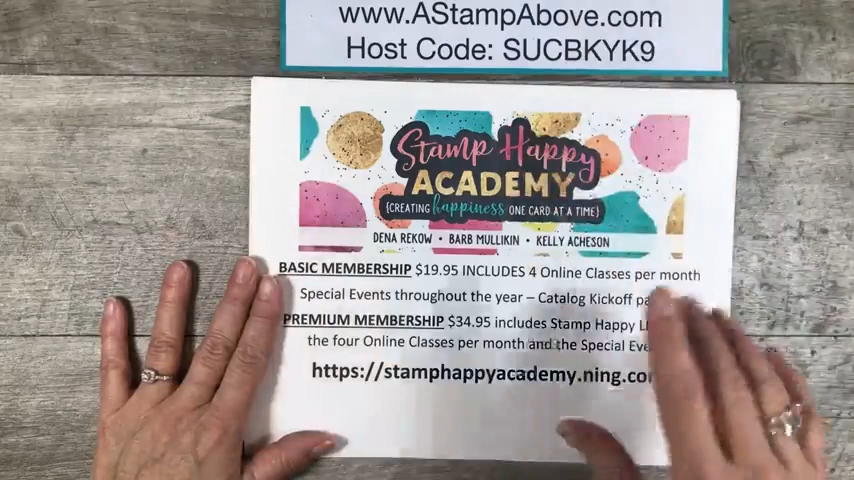 www.AStampAbove.com
Host Code: SUCBKYK9
Stamp Happy
ACADEMY
{CREATING happiness ONE CARD AT A TIME}
DENA REKOW • BARB MULLIKIN • KELLY ACHESON
BASIC MEMBERSHIP $19.95 INCLUDES 4 Online Classes per month
Special Events throughout the year – Catalog Kickoff
PREMIUM MEMBERSHIP $34.95 includes Stamp Happy
the four Online Classes per month and the Special
https://stamphappyacademy.ning.co